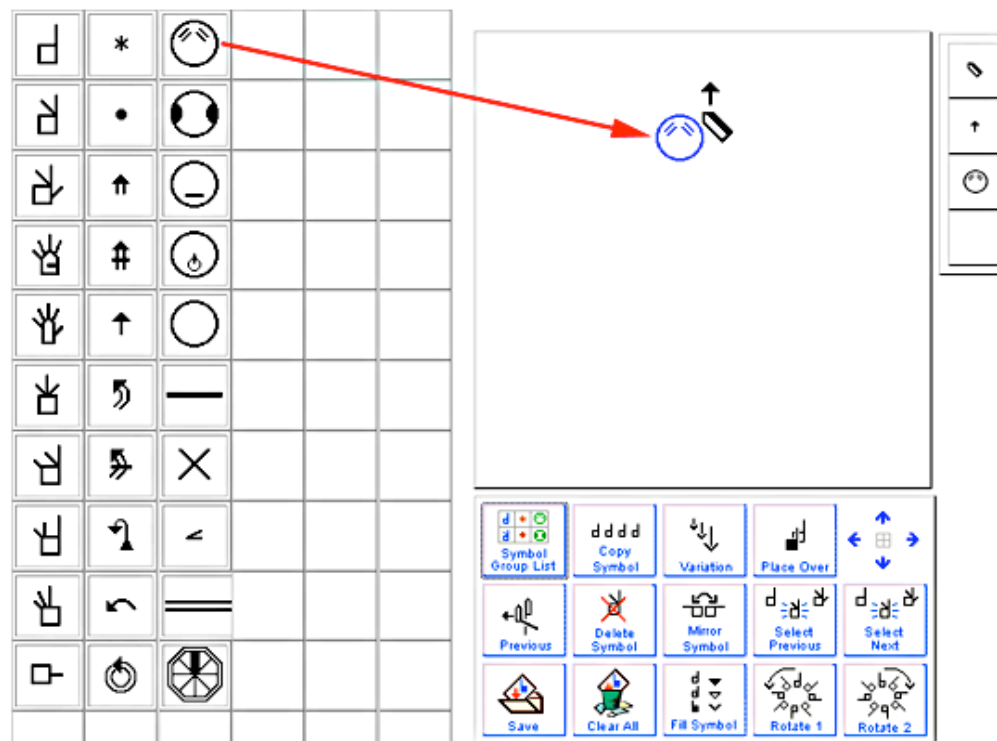 Symbol
Group List
Copy
Symbol
Variation
Place Over
Previous
Delete
Symbol
Mirror
Symbol
Select
Previous
Select
Next
Save
Clear All
Fill Symbol
Rotate 1
Rotate 2